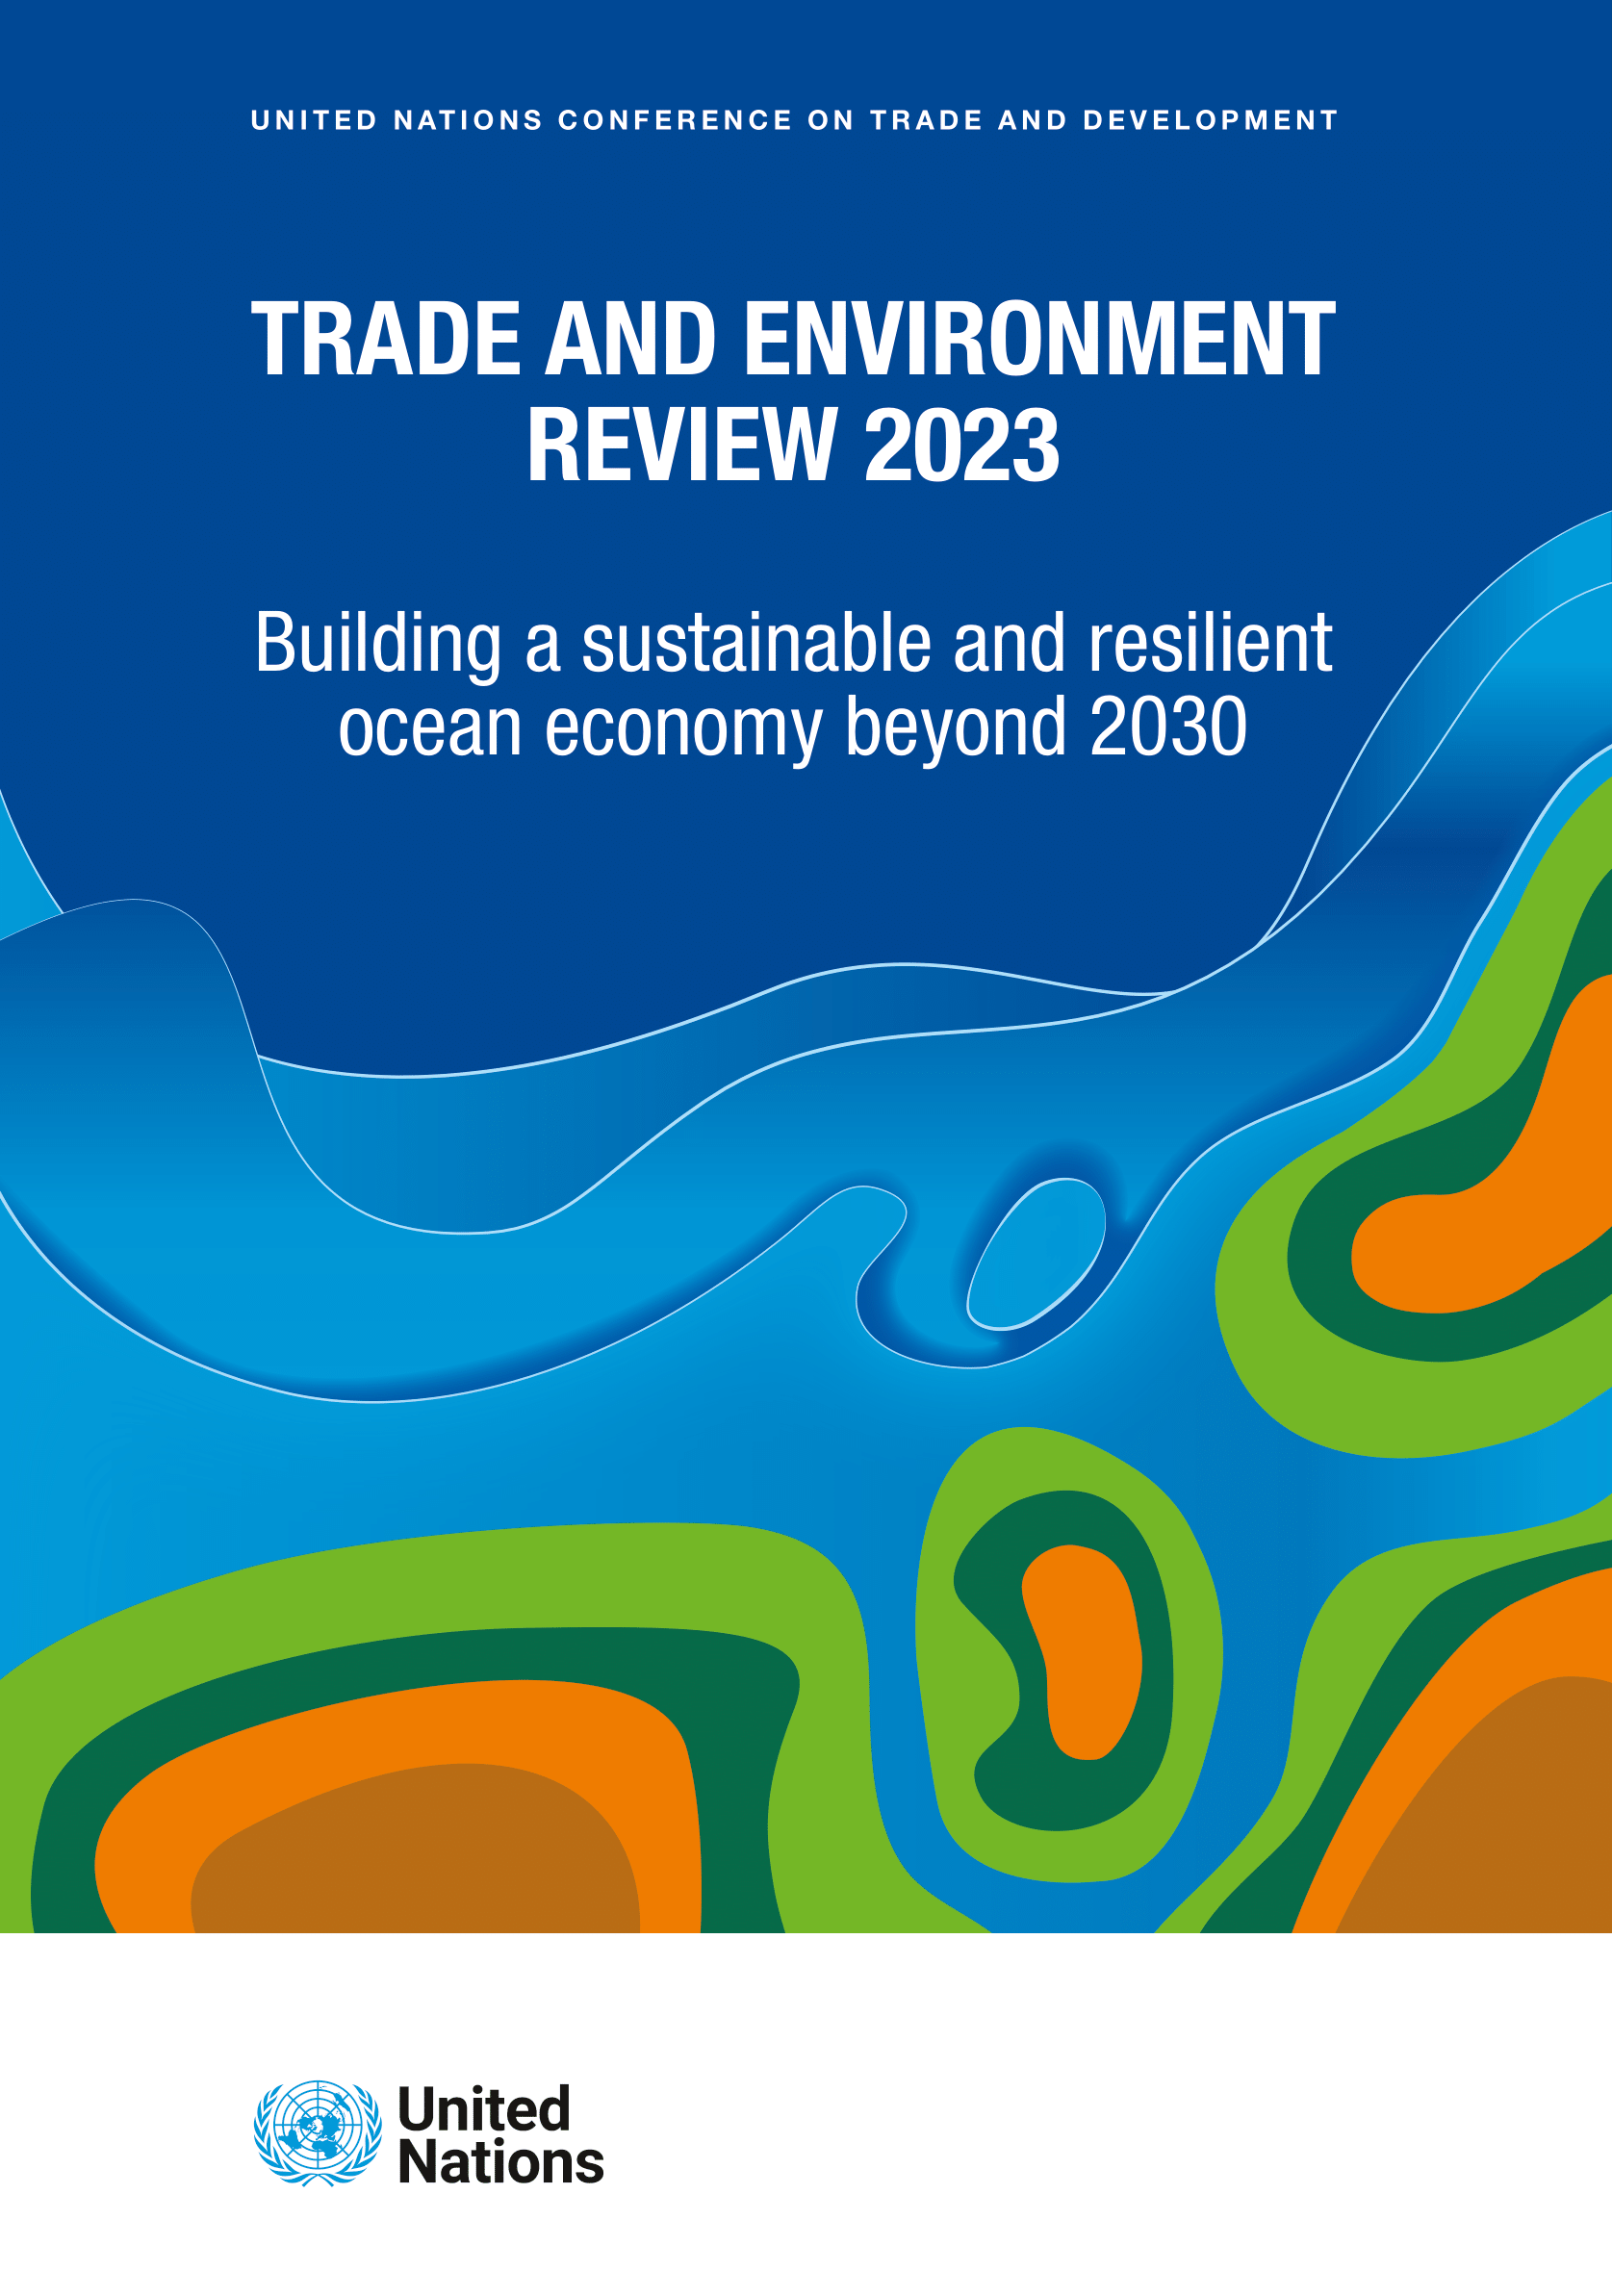 UNITED NATIONS CONFERENCE ON TRADE AND DEVELOPMENT
TRADE AND ENVIRONMENT
REVIEW 2023
Building a sustainable and resilient
ocean economy beyond 2030
United
Nations